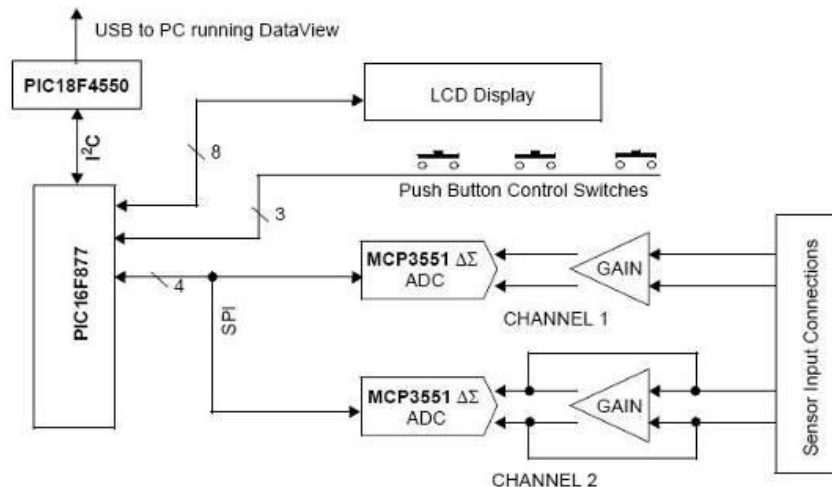 USB to PC running DataView
PIC18F4550
LCD Display
I²C
8
3
Push Button Control Switches
PIC16F877
4
SPI
MCP3551 ΔΣ
ADC
GAIN
CHANNEL 1
MCP3551 ΔΣ
ADC
GAIN
CHANNEL 2
Sensor Input Connections